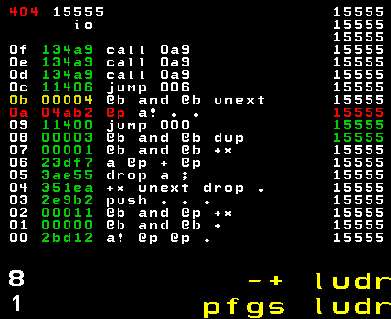 404 15555 15555
io 15555
15555
0f 134a9 call 0a9 15555
0e 134a9 call 0a9 15555
0d 134a9 call 0a9 15555
0c 11406 jump 006 15555
0b 00004 @b and @b unext 15555
0a 04ab2 @p a! . . 15555
09 11400 jump 000 15555
08 00003 @b and @b dup 15555
07 00001 @b and @b +* 15555
06 23df7 a @p + @p 15555
05 3ae55 drop a ; 15555
04 351ea +* unext drop . 15555
03 2e9b2 push . . . 15555
02 00011 @b and @p +* 15555
01 00000 @b and @b + 15555
00 2bd12 a! @p @p . 15555
8 -+ ludr
1 pfgs ludr